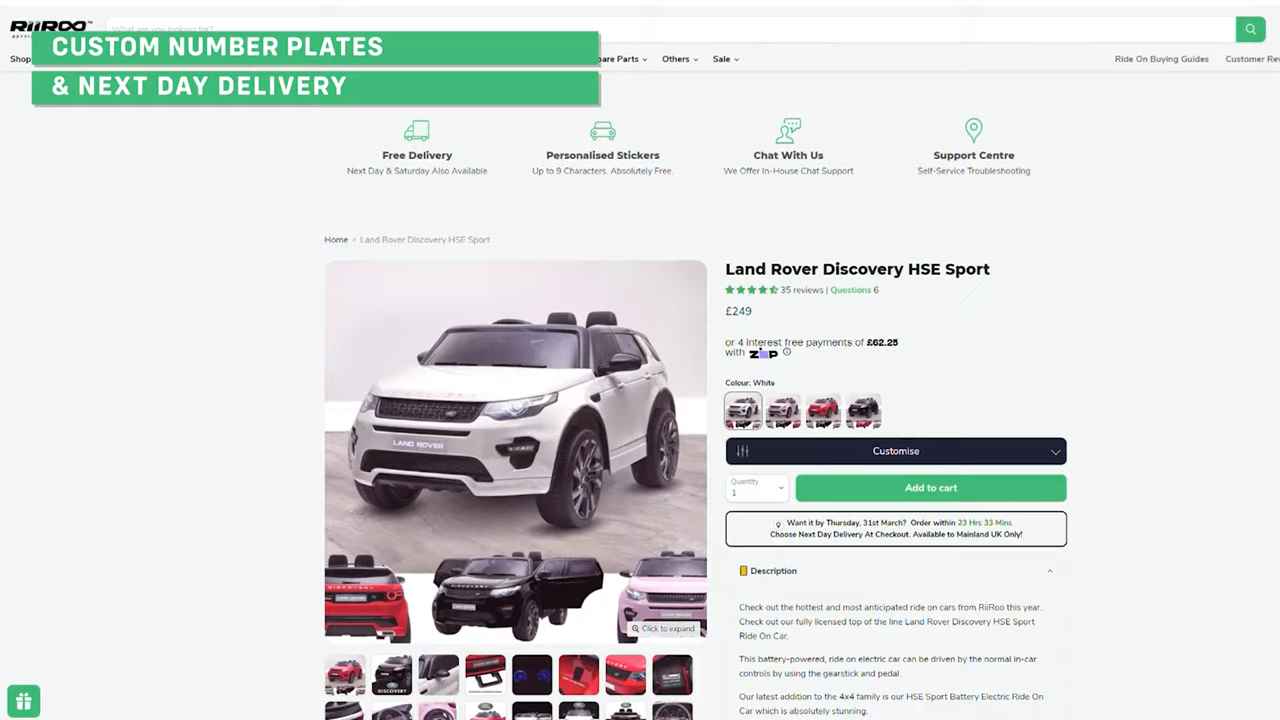 RiiROO™
What are you looking for?
CUSTOM NUMBER PLATES
& NEXT DAY DELIVERY
Shop
pare Parts
Others
Sale
Ride On Buying Guides
Customer Rev
Free Delivery
Next Day & Saturday Also Available
Personalised Stickers
Up to 9 Characters, Absolutely Free.
Chat With Us
We Offer In-House Chat Support
Support Centre
Self-Service Troubleshooting
Home › Land Rover Discovery HSE Sport
Land Rover Discovery HSE Sport
35 reviews | Questions 6
£249
or 4 interest free payments of £62.25
with zip
Colour: White
Customise
Quantity
1
Add to cart
Want it by Thursday, 31st March? Order within 23 Hrs 33 Mins
Choose Next Day Delivery At Checkout. Available to Mainland UK Only!
LAND ROVER
Click to expand
DISCOVERY
Description
Check out the hottest and most anticipated ride on cars from RiiRoo this year.
Check out our fully licensed top of the line Land Rover Discovery HSE Sport
Ride On Car.
This battery-powered, ride on electric car can be driven by the normal in-car
controls by using the gearstick and pedal.
Our latest addition to the 4x4 family is our HSE Sport Battery Electric Ride On
Car which is absolutely stunning.